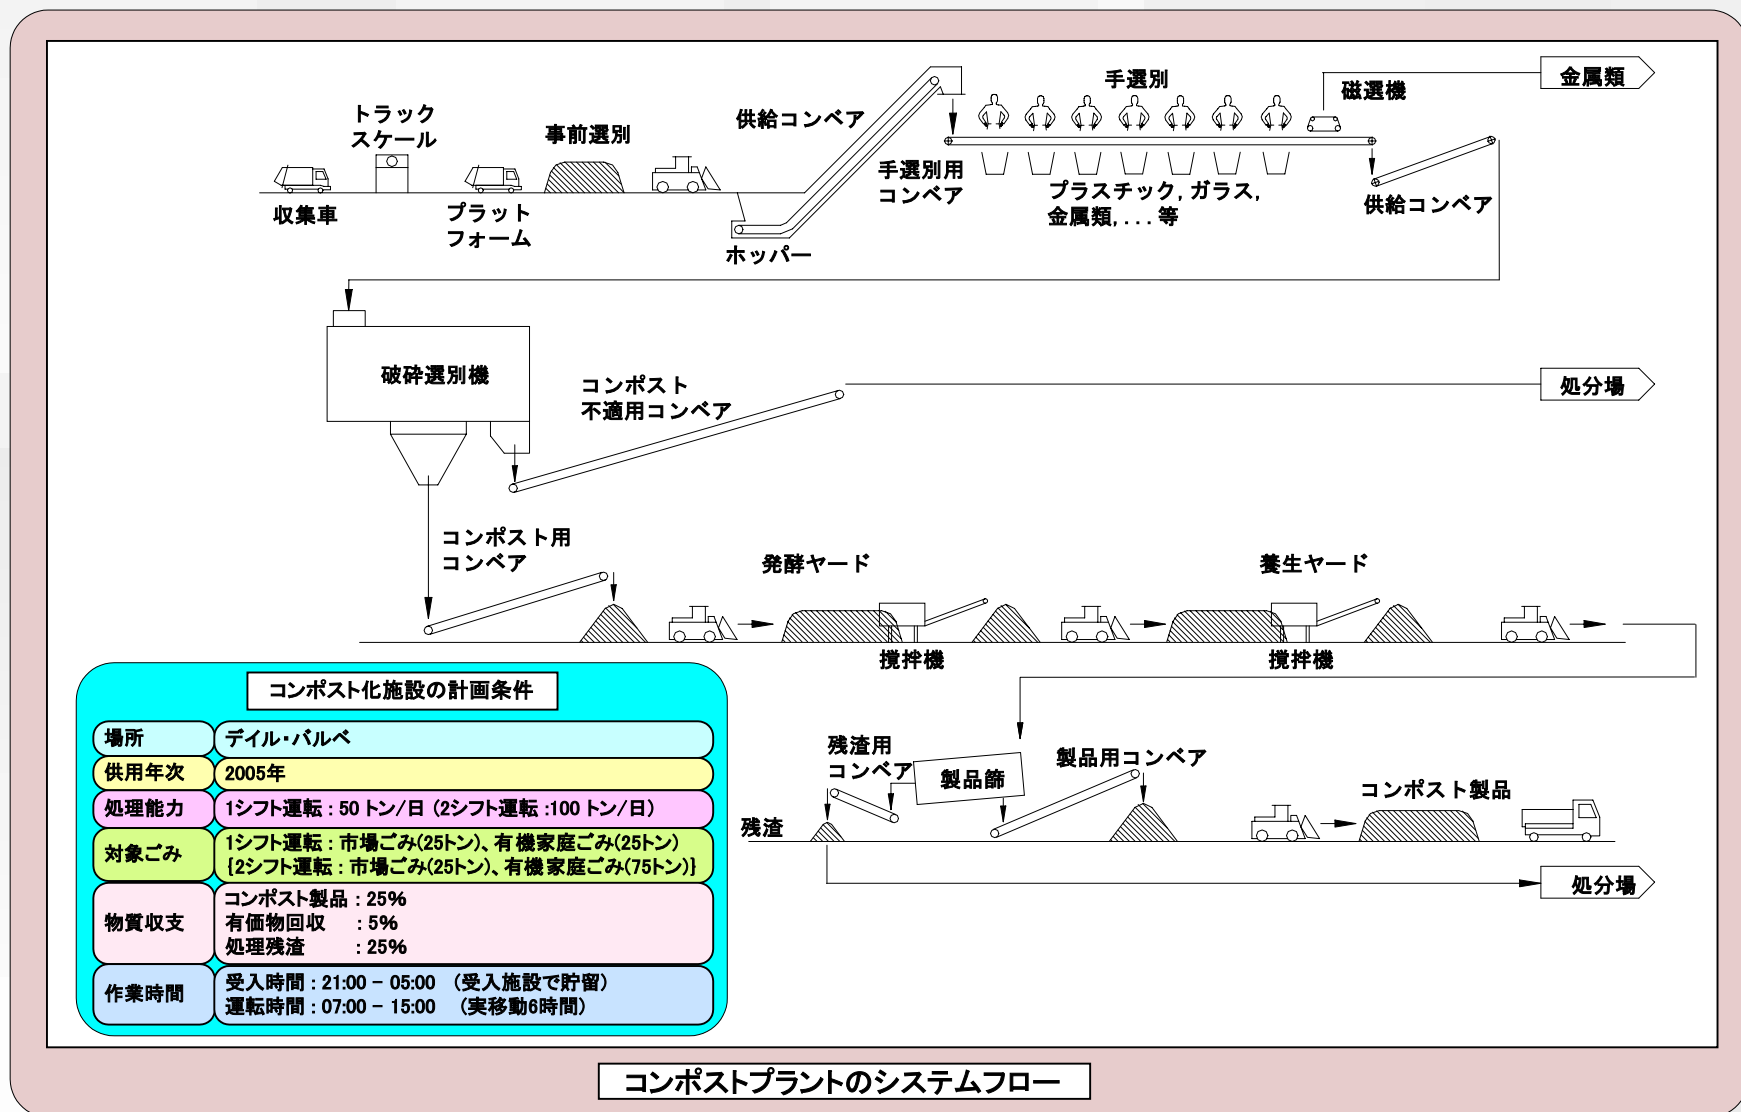 トラック
スケール
事前選別
供給コンベア
手選別
磁選機
金属類
収集車
プラット
フォーム
ホッパー
手選別用
コンベア
プラスチック, ガラス,
金属類, ... 等
供給コンベア
破砕選別機
コンポスト
不適用コンベア
処分場
コンポスト用
コンベア
発酵ヤード
養生ヤード
撹拌機
撹拌機
残渣用
コンベア
製品篩
製品用コンベア
コンポスト製品
残渣
処分場
コンポスト化施設の計画条件
場所
デイル・バルベ
供用年次
2005年
処理能力
1シフト運転 : 50 トン/日 (2シフト運転 :100 トン/日)
対象ごみ
1シフト運転 : 市場ごみ(25トン)、有機家庭ごみ(25トン)
{2シフト運転 : 市場ごみ(25トン)、有機家庭ごみ(75トン)}
物質収支
コンポスト製品 : 25%
有価物回収 : 5%
処理残渣 : 25%
作業時間
受入時間 : 21:00 - 05:00 (受入施設で貯留)
運転時間 : 07:00 - 15:00 (実移動6時間)
コンポストプラントのシステムフロー